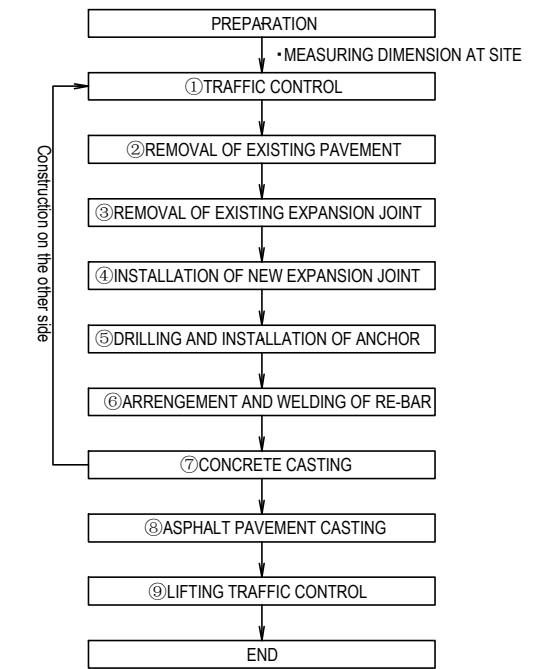 PREPARATION
・MEASURING DIMENSION AT SITE
①TRAFFIC CONTROL
②REMOVAL OF EXISTING PAVEMENT
③REMOVAL OF EXISTING EXPANSION JOINT
④INSTALLATION OF NEW EXPANSION JOINT
⑤DRILLING AND INSTALLATION OF ANCHOR
⑥ARRENGEMENT AND WELDING OF RE-BAR
⑦CONCRETE CASTING
Construction on the other side
⑧ASPHALT PAVEMENT CASTING
⑨LIFTING TRAFFIC CONTROL
END